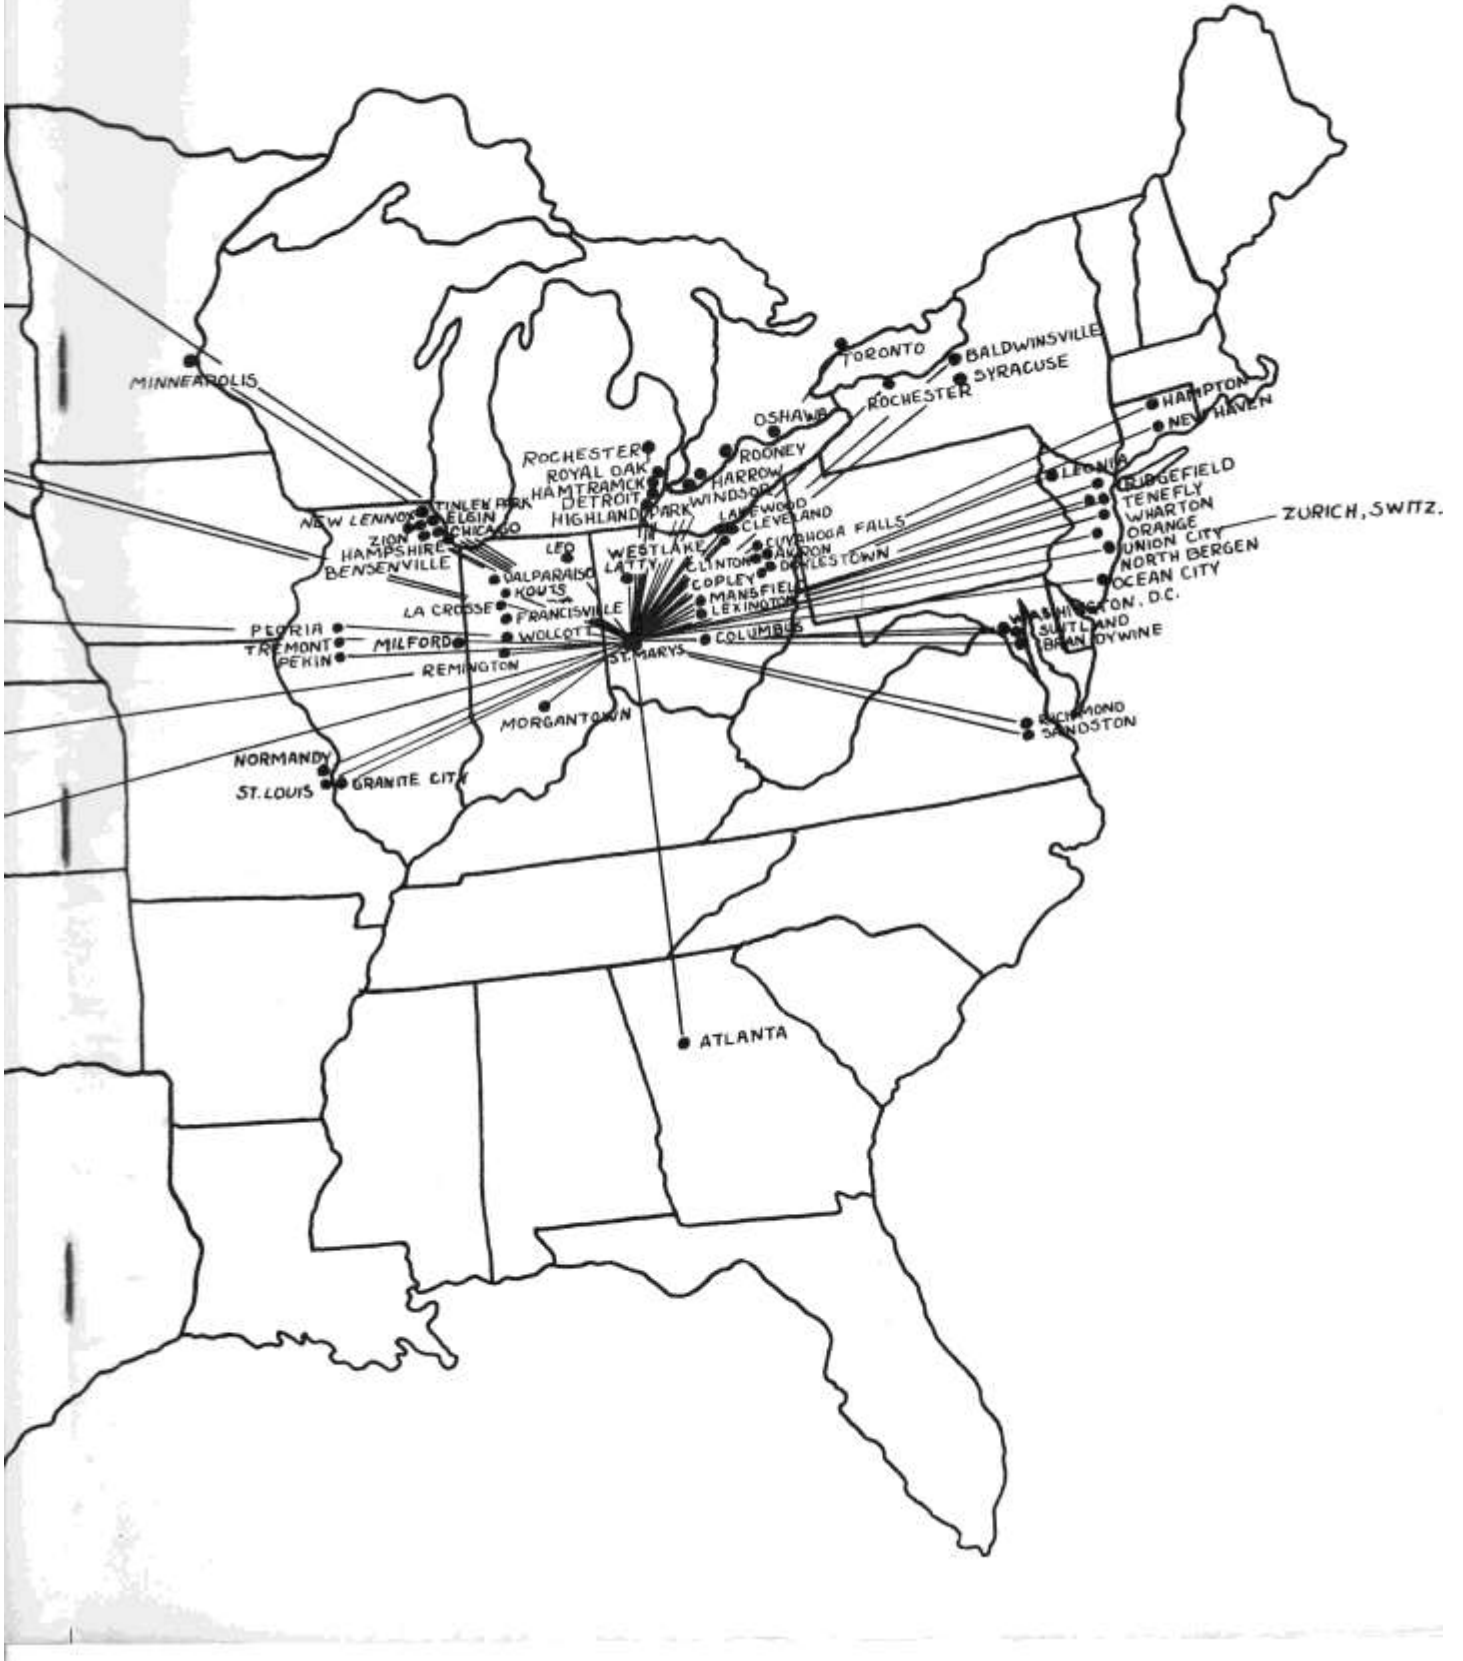 TORONTO
BALDWINSVILLE
SYRACUSE
MINNEAPOLIS
ROCHESTER
HAMPTON
NEW HAVEN
OSHAWA
ROCHESTER
ROONEY
ROYAL OAK
HARROW
LEONIA
RIDGEFIELD
HAMTRAMCK
WINDSOR
TENEFLY
DETROIT
TINLEY PARK
NEW LENNOX
ELGIN
HIGHLAND PARK
LAKEWOOD
WHARTON
ZURICH, SWITZ.
CLEVELAND
ORANGE
ZION
CHICAGO
CUYAHOGA FALLS
UNION CITY
HAMPSHIRE
LEO
WESTLAKE
AKRON
NORTH BERGEN
BENSENVILLE
LATTY
CLINTON
DOYLESTOWN
VALPARAISO
COPLEY
OCEAN CITY
KOUTS
MANSFIELD
LA CROSSE
FRANCISVILLE
LEXINGTON
WASHINGTON, D.C.
PEORIA
WOLCOTT
COLUMBUS
SUITLAND
TREMONT
MILFORD
BRANDYWINE
PEKIN
REMINGTON
ST. MARYS
MORGANTOWN
RICHMOND
SANDSTON
NORMANDY
ST. LOUIS
GRANITE CITY
ATLANTA